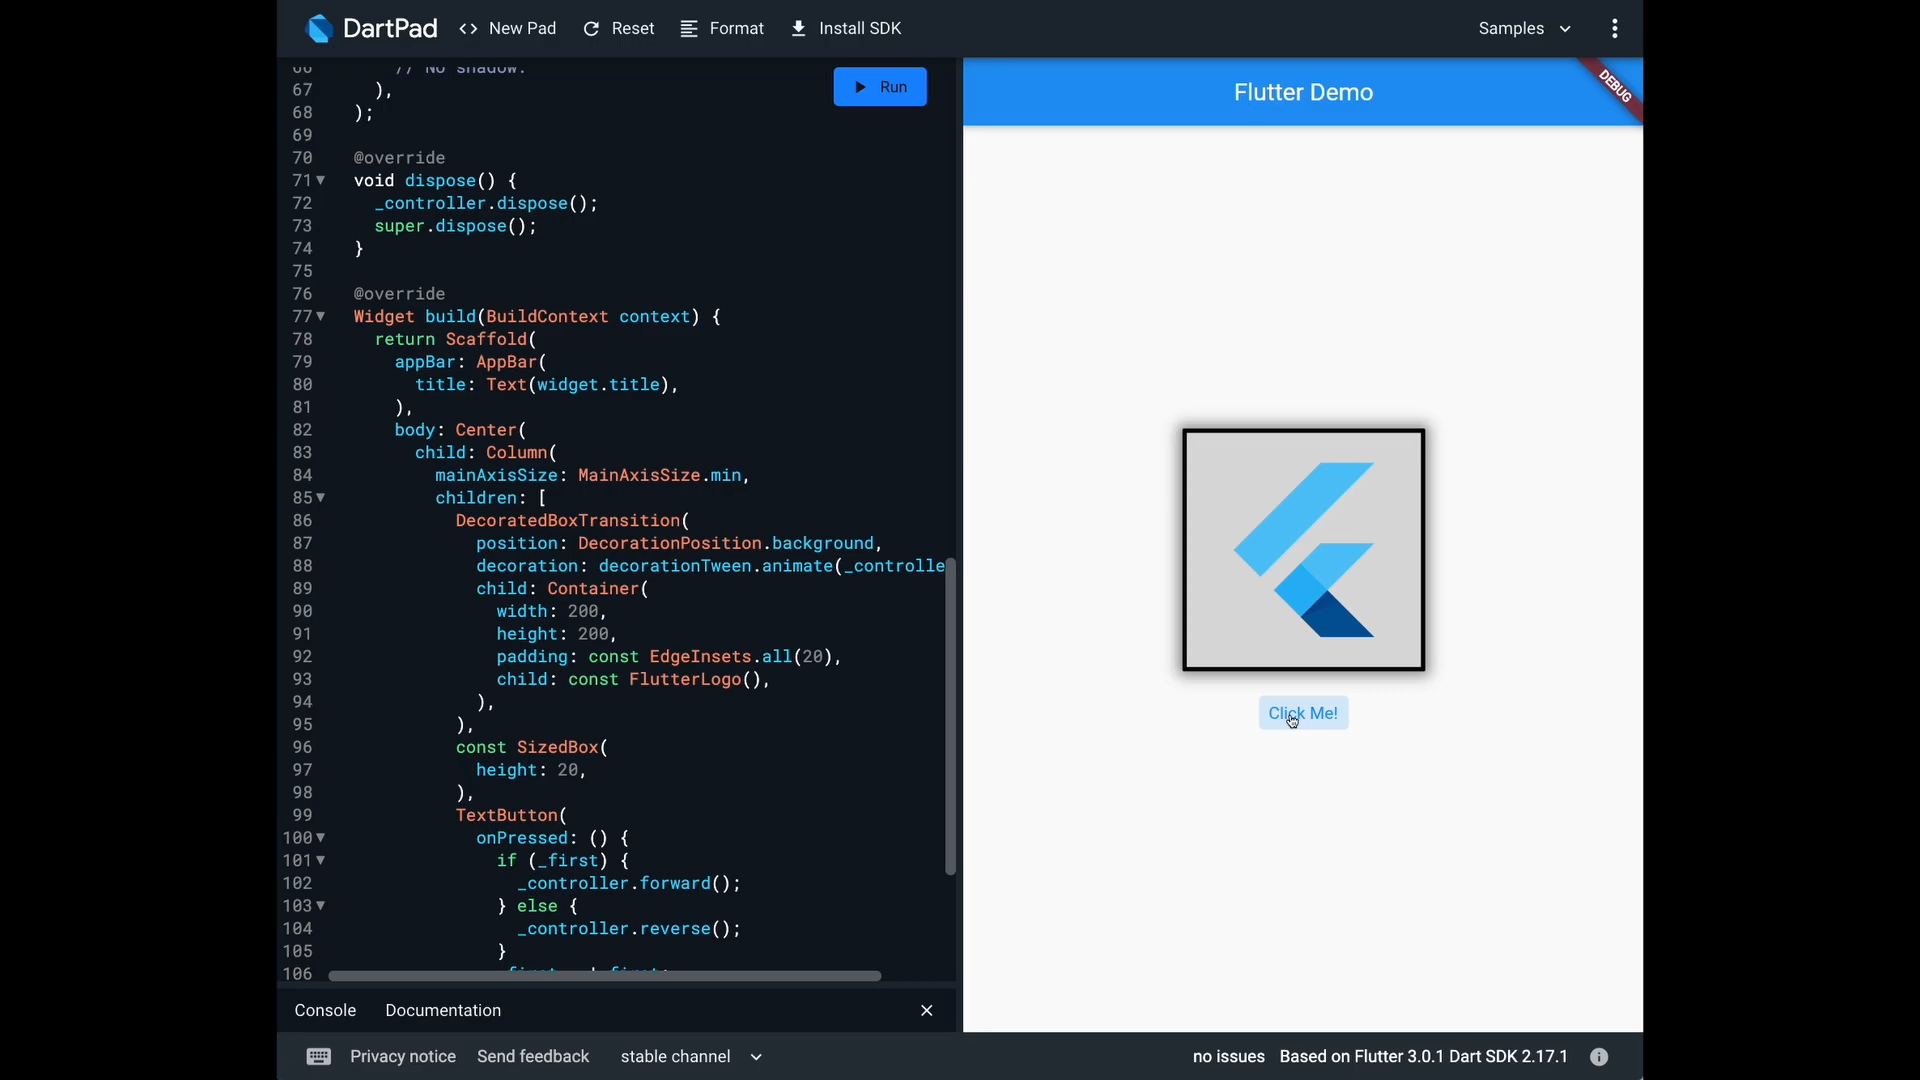 DartPad
New Pad
Reset
Format
Install SDK
Samples
66 // No shadow.
67 ),
68 );
69
70 @override
71 void dispose() {
72 _controller.dispose();
73 super.dispose();
74 }
75
76 @override
77 Widget build(BuildContext context) {
78 return Scaffold(
79 appBar: AppBar(
80 title: Text(widget.title),
81 ),
82 body: Center(
83 child: Column(
84 mainAxisSize: MainAxisSize.min,
85 children: [
86 DecoratedBoxTransition(
87 position: DecorationPosition.background,
88 decoration: decorationTween.animate(_controlle
89 child: Container(
90 width: 200,
91 height: 200,
92 padding: const EdgeInsets.all(20),
93 child: const FlutterLogo(),
94 ),
95 ),
96 const SizedBox(
97 height: 20,
98 ),
99 TextButton(
100 onPressed: () {
101 if (_first) {
102 _controller.forward();
103 } else {
104 _controller.reverse();
105 }
106
Run
Flutter Demo
DEBUG
Click Me!
Console
Documentation
Privacy notice
Send feedback
stable channel
no issues
Based on Flutter 3.0.1 Dart SDK 2.17.1